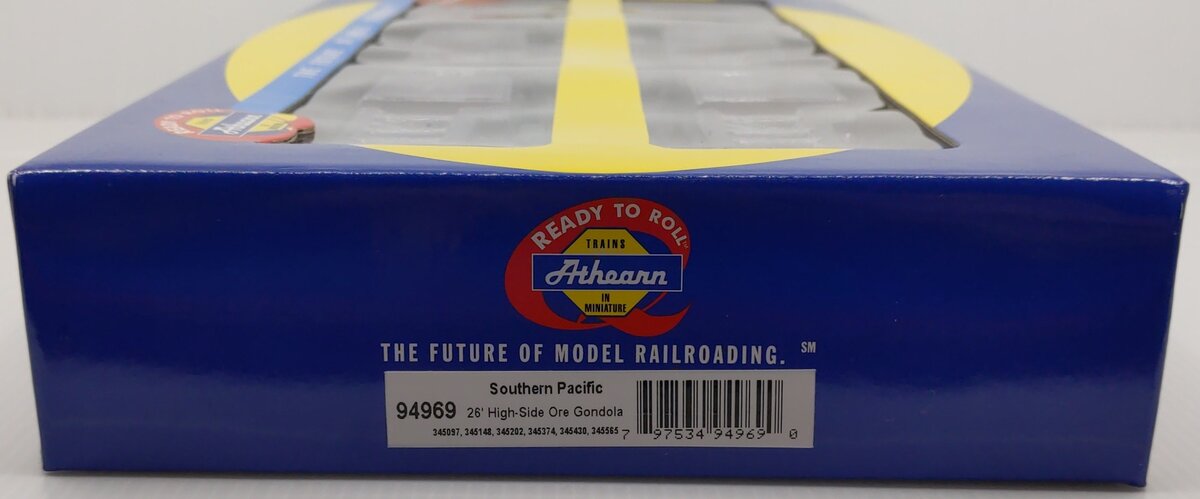 Athearn
READY TO ROLL
TRAINS
Athearn
IN
MINIATURE
THE FUTURE OF MODEL RAILROADING. SM
Southern Pacific
94969 26' High-Side Ore Gondola
345097, 345148, 345202, 345374, 345430, 345565
7 97534 94969 0